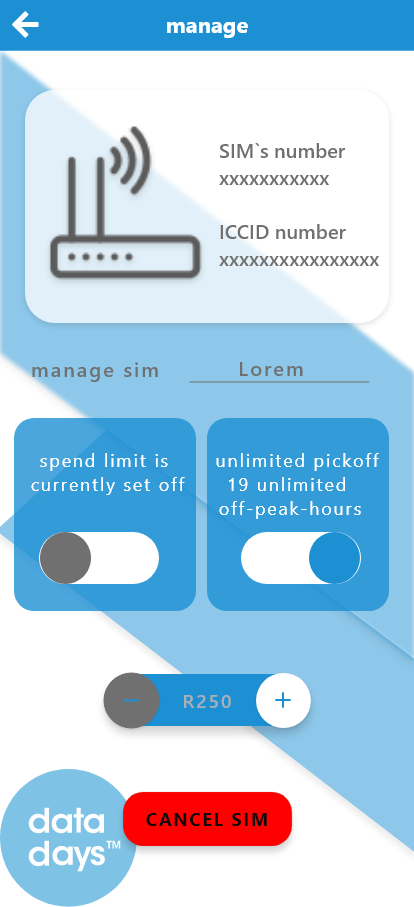 manage
SIM`s number
xxxxxxxxxxx
ICCID number
xxxxxxxxxxxxxxxx
manage sim
Lorem
spend limit is
currently set off
unlimited pickoff
19 unlimited
off-peak-hours
− R250 +
CANCEL SIM
data
days™